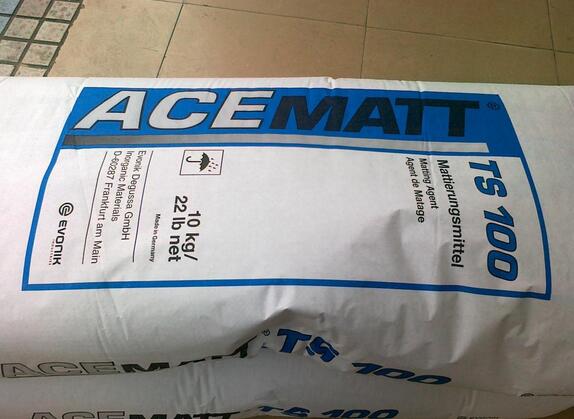 ACEMATT®
TS 100
Mattierungsmittel
Matting Agent
Agent de Matage
10 kg/
22 lb net
Made in Germany
Evonik Degussa GmbH
Inorganic Materials
D-60287 Frankfurt am Main
EVONIK
INDUSTRIES
ACEMATT® TS 100
ACEMATT TS 100